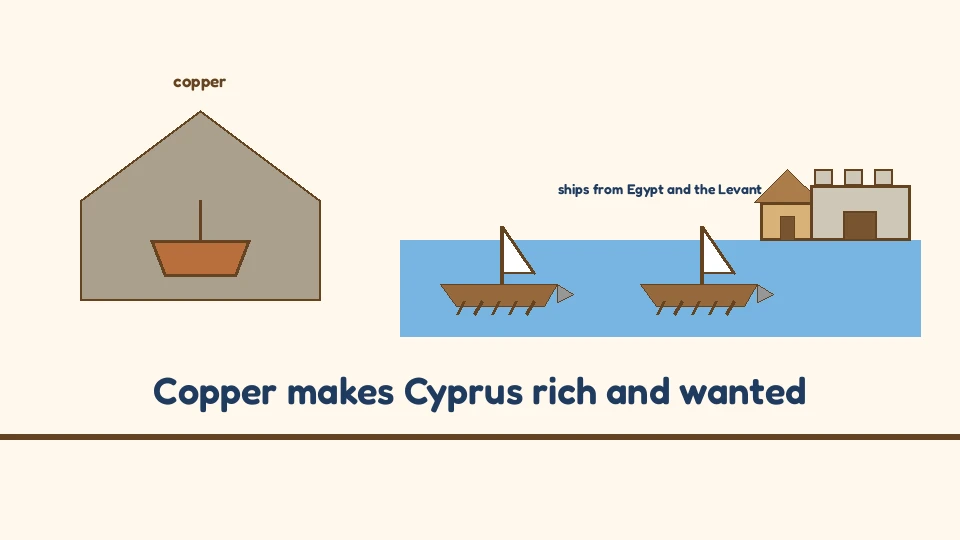 copper
ships from Egypt and the Levant
Copper makes Cyprus rich and wanted